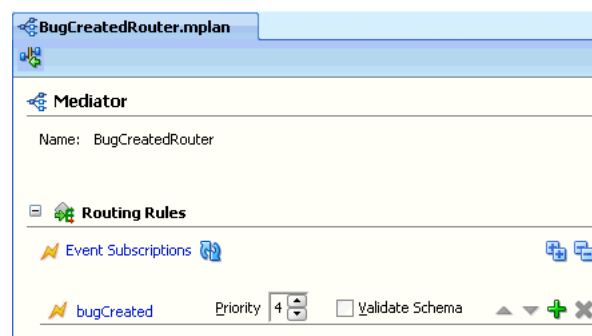 BugCreatedRouter.mplan
Mediator
Name: BugCreatedRouter
Routing Rules
Event Subscriptions
bugCreated Priority 4 Validate Schema